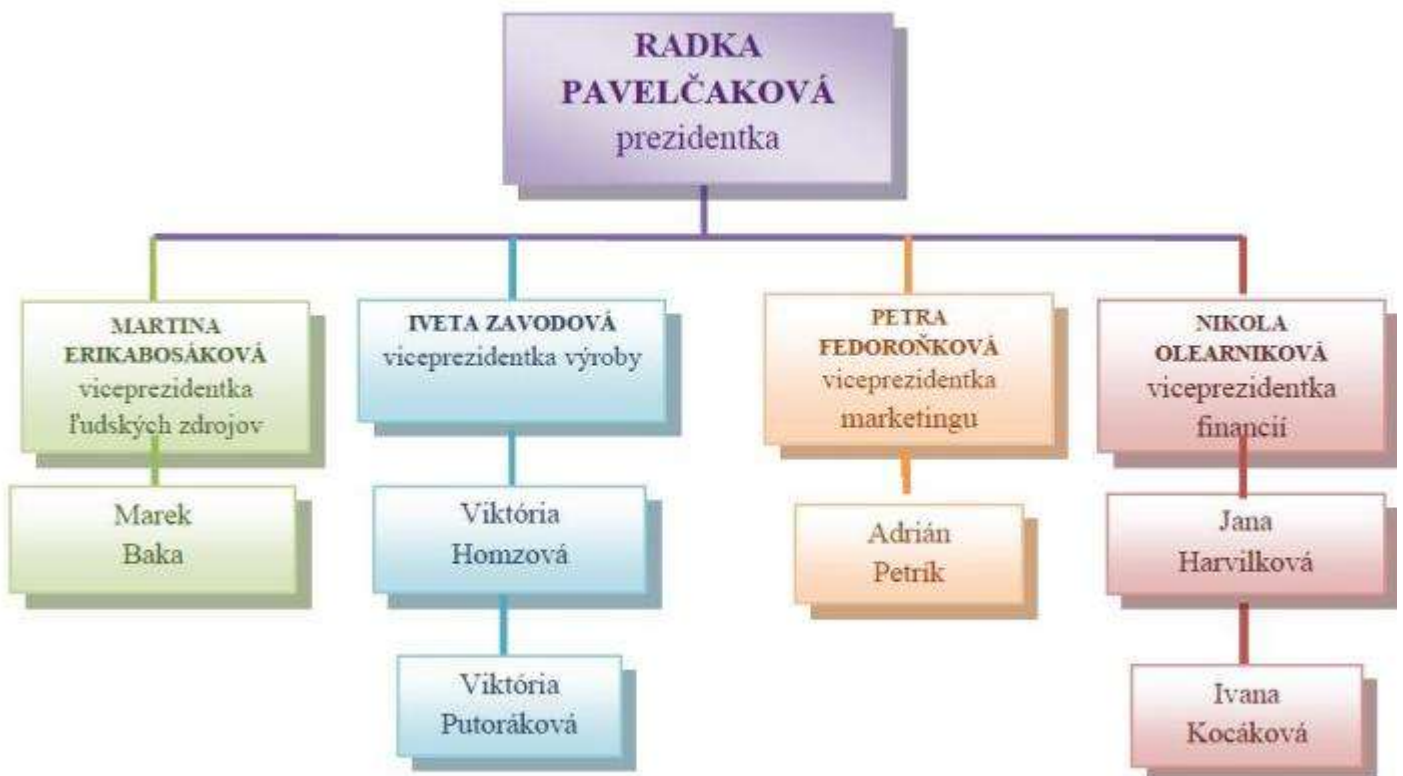 RADKA
PAVELČAKOVÁ
prezidentka
MARTINA
ERIKABOSÁKOVÁ
viceprezidentka
ľudských zdrojov
Marek
Baka
IVETA ZAVODOVÁ
viceprezidentka výroby
Viktória
Homzová
Viktória
Putoráková
PETRA
FEDOROŇKOVÁ
viceprezidentka
marketingu
Adrián
Petrík
NIKOLA
OLEARNIKOVÁ
viceprezidentka
financií
Jana
Harvilková
Ivana
Kocáková